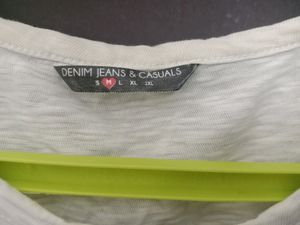 DENIM JEANS & CASUALS
S M L XL 2XL